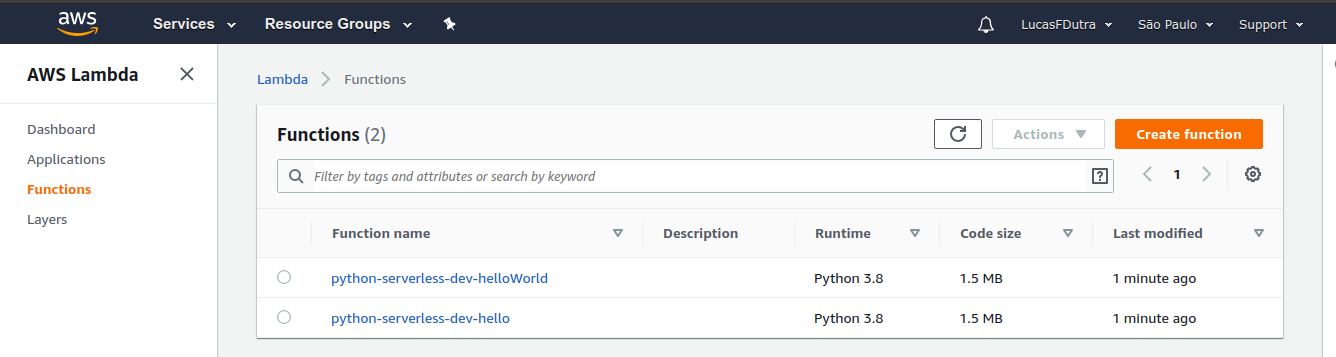 aws Services Resource Groups LucasFDutra São Paulo Support
AWS Lambda
Lambda Functions
Dashboard
Applications
Functions
Layers
Functions (2) Actions Create function
Filter by tags and attributes or search by keyword ? 1
Function name Description Runtime Code size Last modified
python-serverless-dev-helloWorld Python 3.8 1.5 MB 1 minute ago
python-serverless-dev-hello Python 3.8 1.5 MB 1 minute ago